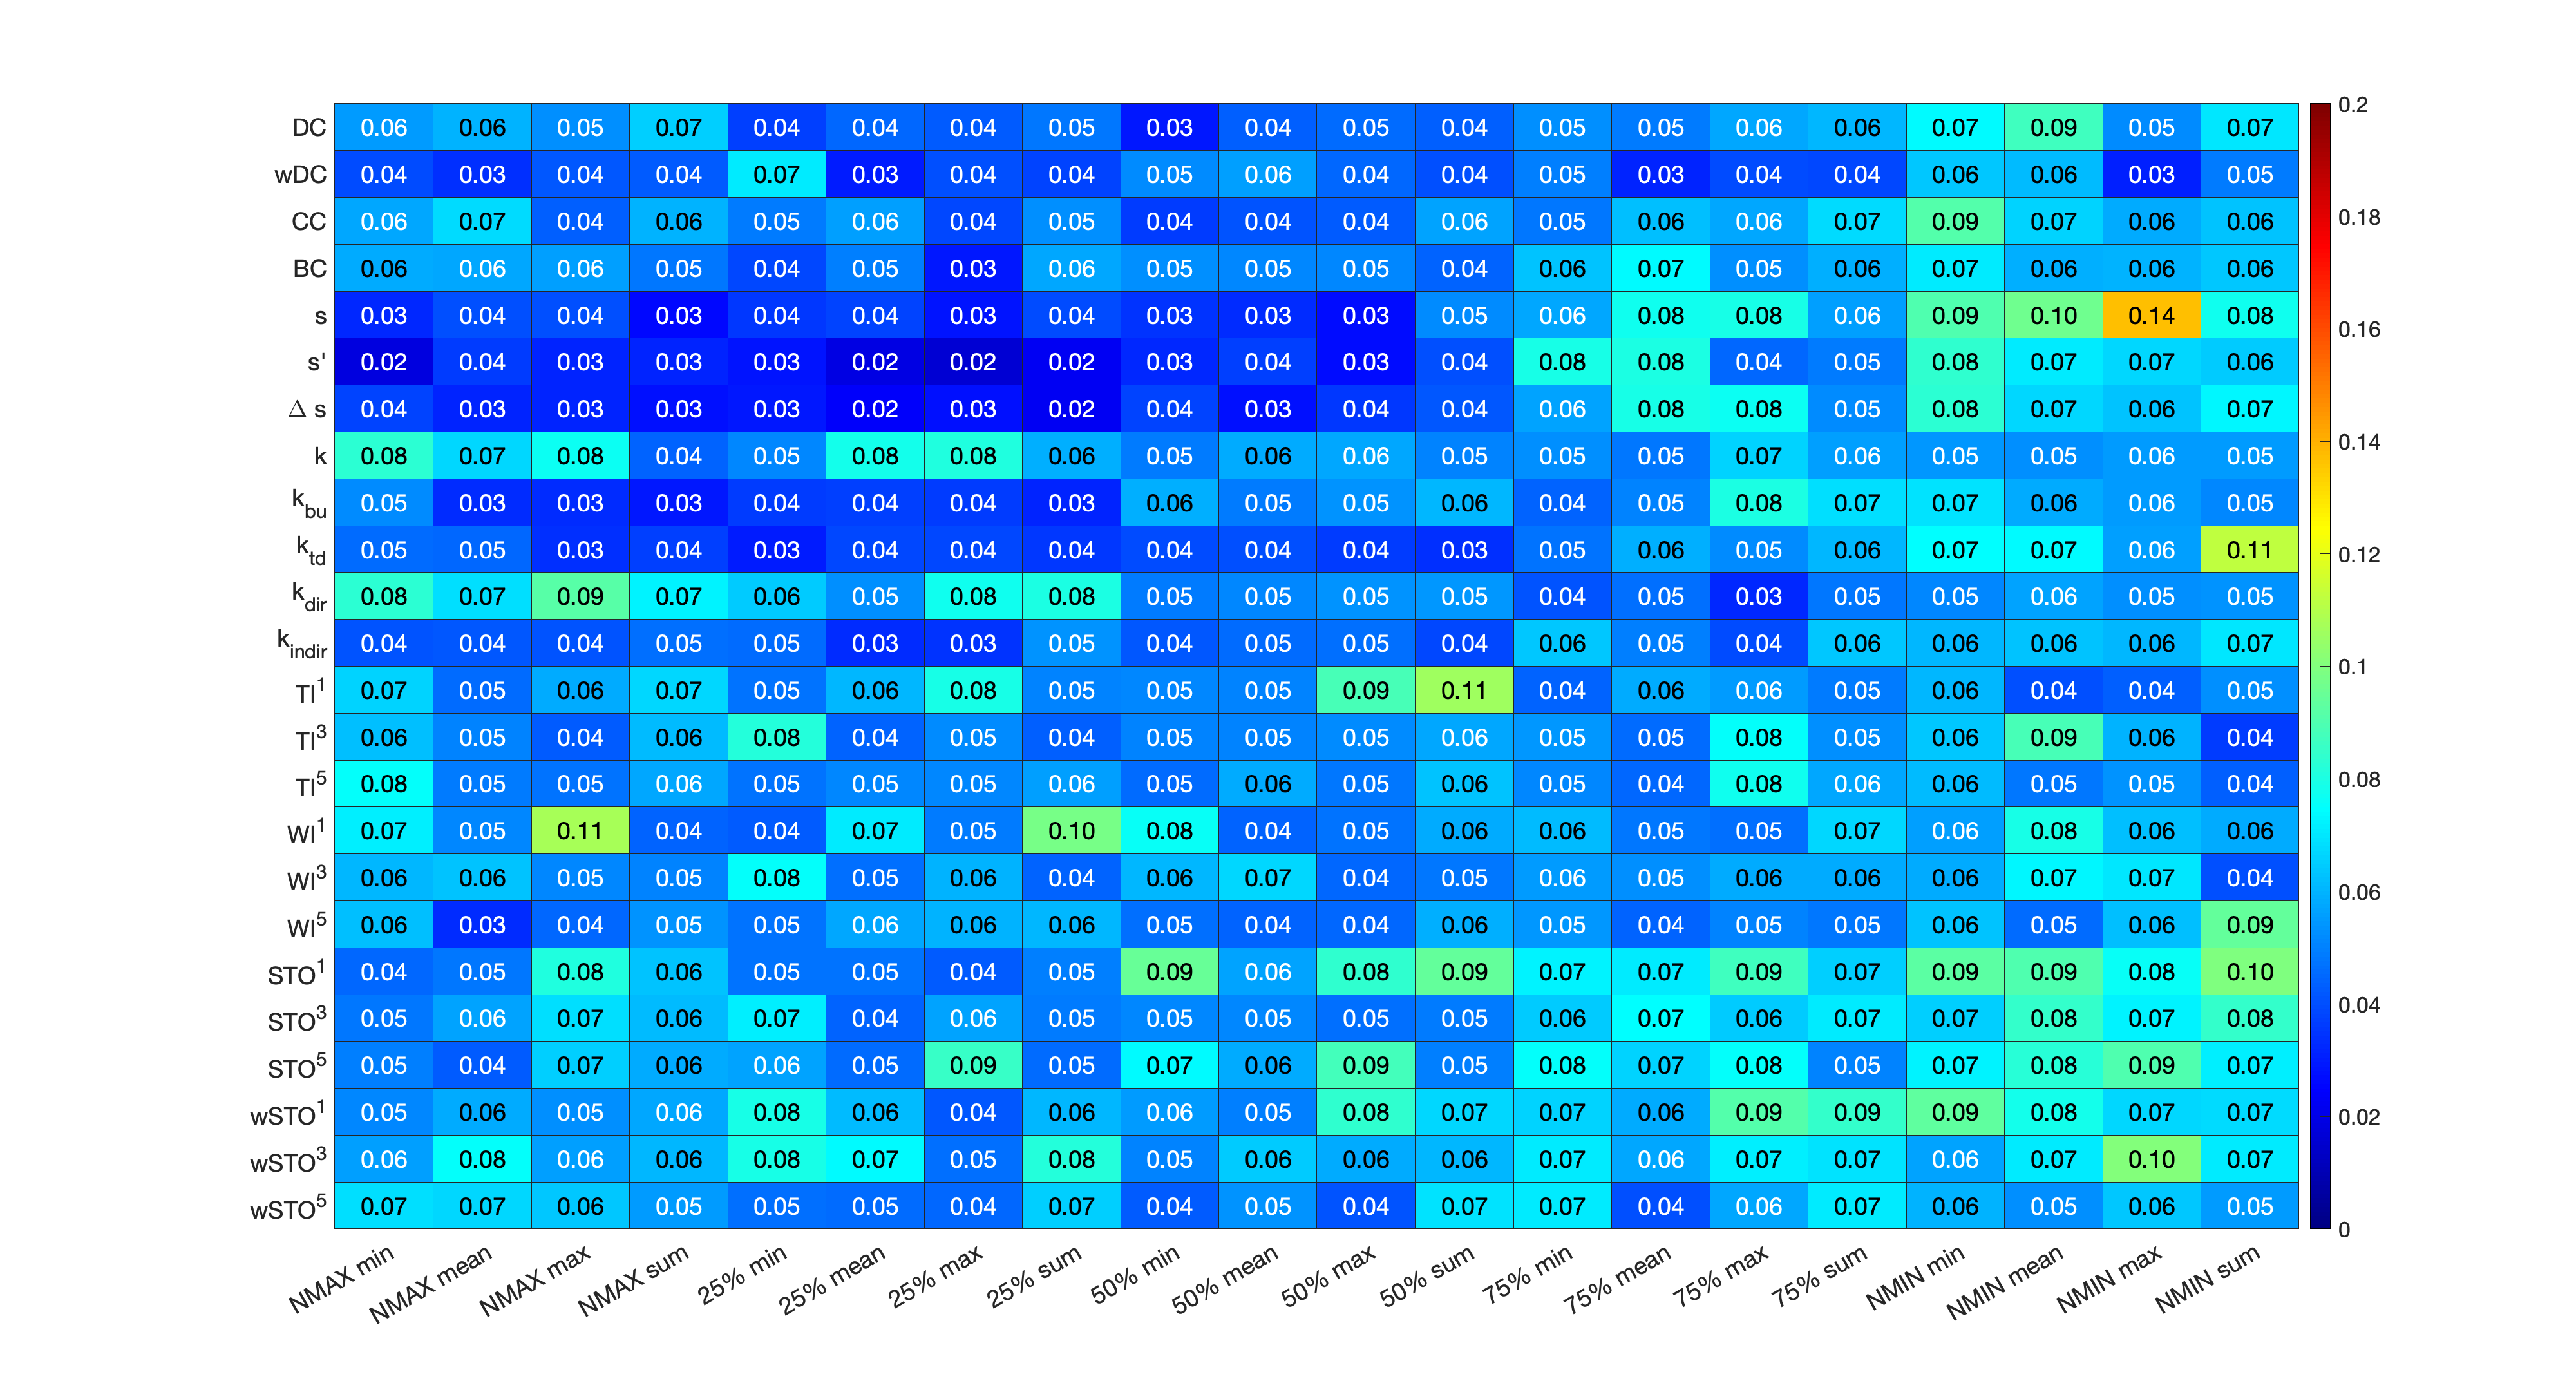 DC 0.06 0.06 0.05 0.07 0.04 0.04 0.04 0.05 0.03 0.04 0.05 0.04 0.05 0.05 0.06 0.06 0.07 0.09 0.05 0.07
wDC 0.04 0.03 0.04 0.04 0.07 0.03 0.04 0.04 0.05 0.06 0.04 0.04 0.05 0.03 0.04 0.04 0.06 0.06 0.03 0.05
CC 0.06 0.07 0.04 0.06 0.05 0.06 0.04 0.05 0.04 0.04 0.04 0.06 0.05 0.06 0.06 0.07 0.09 0.07 0.06 0.06
BC 0.06 0.06 0.06 0.05 0.04 0.05 0.03 0.06 0.05 0.05 0.05 0.04 0.06 0.07 0.05 0.06 0.07 0.06 0.06 0.06
s 0.03 0.04 0.04 0.03 0.04 0.04 0.03 0.04 0.03 0.03 0.03 0.05 0.06 0.08 0.08 0.06 0.09 0.10 0.14 0.08
s' 0.02 0.04 0.03 0.03 0.03 0.02 0.02 0.02 0.03 0.04 0.03 0.04 0.08 0.08 0.04 0.05 0.08 0.07 0.07 0.06
Δ s 0.04 0.03 0.03 0.03 0.03 0.02 0.03 0.02 0.04 0.03 0.04 0.04 0.06 0.08 0.08 0.05 0.08 0.07 0.06 0.07
k 0.08 0.07 0.08 0.04 0.05 0.08 0.08 0.06 0.05 0.06 0.06 0.05 0.05 0.05 0.07 0.06 0.05 0.05 0.06 0.05
k_bu 0.05 0.03 0.03 0.03 0.04 0.04 0.04 0.03 0.06 0.05 0.05 0.06 0.04 0.05 0.08 0.07 0.07 0.06 0.06 0.05
k_td 0.05 0.05 0.03 0.04 0.03 0.04 0.04 0.04 0.04 0.04 0.04 0.03 0.05 0.06 0.05 0.06 0.07 0.07 0.06 0.11
k_dir 0.08 0.07 0.09 0.07 0.06 0.05 0.08 0.08 0.05 0.05 0.05 0.05 0.04 0.05 0.03 0.05 0.05 0.06 0.05 0.05
k_indir 0.04 0.04 0.04 0.05 0.05 0.03 0.03 0.05 0.04 0.05 0.05 0.04 0.06 0.05 0.04 0.06 0.06 0.06 0.06 0.07
TI^1 0.07 0.05 0.06 0.07 0.05 0.06 0.08 0.05 0.05 0.05 0.09 0.11 0.04 0.06 0.06 0.05 0.06 0.04 0.04 0.05
TI^3 0.06 0.05 0.04 0.06 0.08 0.04 0.05 0.04 0.05 0.05 0.05 0.06 0.05 0.05 0.08 0.05 0.06 0.09 0.06 0.04
TI^5 0.08 0.05 0.05 0.06 0.05 0.05 0.05 0.06 0.05 0.06 0.05 0.06 0.05 0.04 0.08 0.06 0.06 0.05 0.05 0.04
WI^1 0.07 0.05 0.11 0.04 0.04 0.07 0.05 0.10 0.08 0.04 0.05 0.06 0.06 0.05 0.05 0.07 0.06 0.08 0.06 0.06
WI^3 0.06 0.06 0.05 0.05 0.08 0.05 0.06 0.04 0.06 0.07 0.04 0.05 0.06 0.05 0.06 0.06 0.06 0.07 0.07 0.04
WI^5 0.06 0.03 0.04 0.05 0.05 0.06 0.06 0.06 0.05 0.04 0.04 0.06 0.05 0.04 0.05 0.05 0.06 0.05 0.06 0.09
STO^1 0.04 0.05 0.08 0.06 0.05 0.05 0.04 0.05 0.09 0.06 0.08 0.09 0.07 0.07 0.09 0.07 0.09 0.09 0.08 0.10
STO^3 0.05 0.06 0.07 0.06 0.07 0.04 0.06 0.05 0.05 0.05 0.05 0.05 0.06 0.07 0.06 0.07 0.07 0.08 0.07 0.08
STO^5 0.05 0.04 0.07 0.06 0.06 0.05 0.09 0.05 0.07 0.06 0.09 0.05 0.08 0.07 0.08 0.05 0.07 0.08 0.09 0.07
wSTO^1 0.05 0.06 0.05 0.06 0.08 0.06 0.04 0.06 0.06 0.05 0.08 0.07 0.07 0.06 0.09 0.09 0.09 0.08 0.07 0.07
wSTO^3 0.06 0.08 0.06 0.06 0.08 0.07 0.05 0.08 0.05 0.06 0.06 0.06 0.07 0.06 0.07 0.07 0.06 0.07 0.10 0.07
wSTO^5 0.07 0.07 0.06 0.05 0.05 0.05 0.04 0.07 0.04 0.05 0.04 0.07 0.07 0.04 0.06 0.07 0.06 0.05 0.06 0.05
NMAX min
NMAX mean
NMAX max
NMAX sum
25% min
25% mean
25% max
25% sum
50% min
50% mean
50% max
50% sum
75% min
75% mean
75% max
75% sum
NMIN min
NMIN mean
NMIN max
NMIN sum
0.2
0.18
0.16
0.14
0.12
0.1
0.08
0.06
0.04
0.02
0